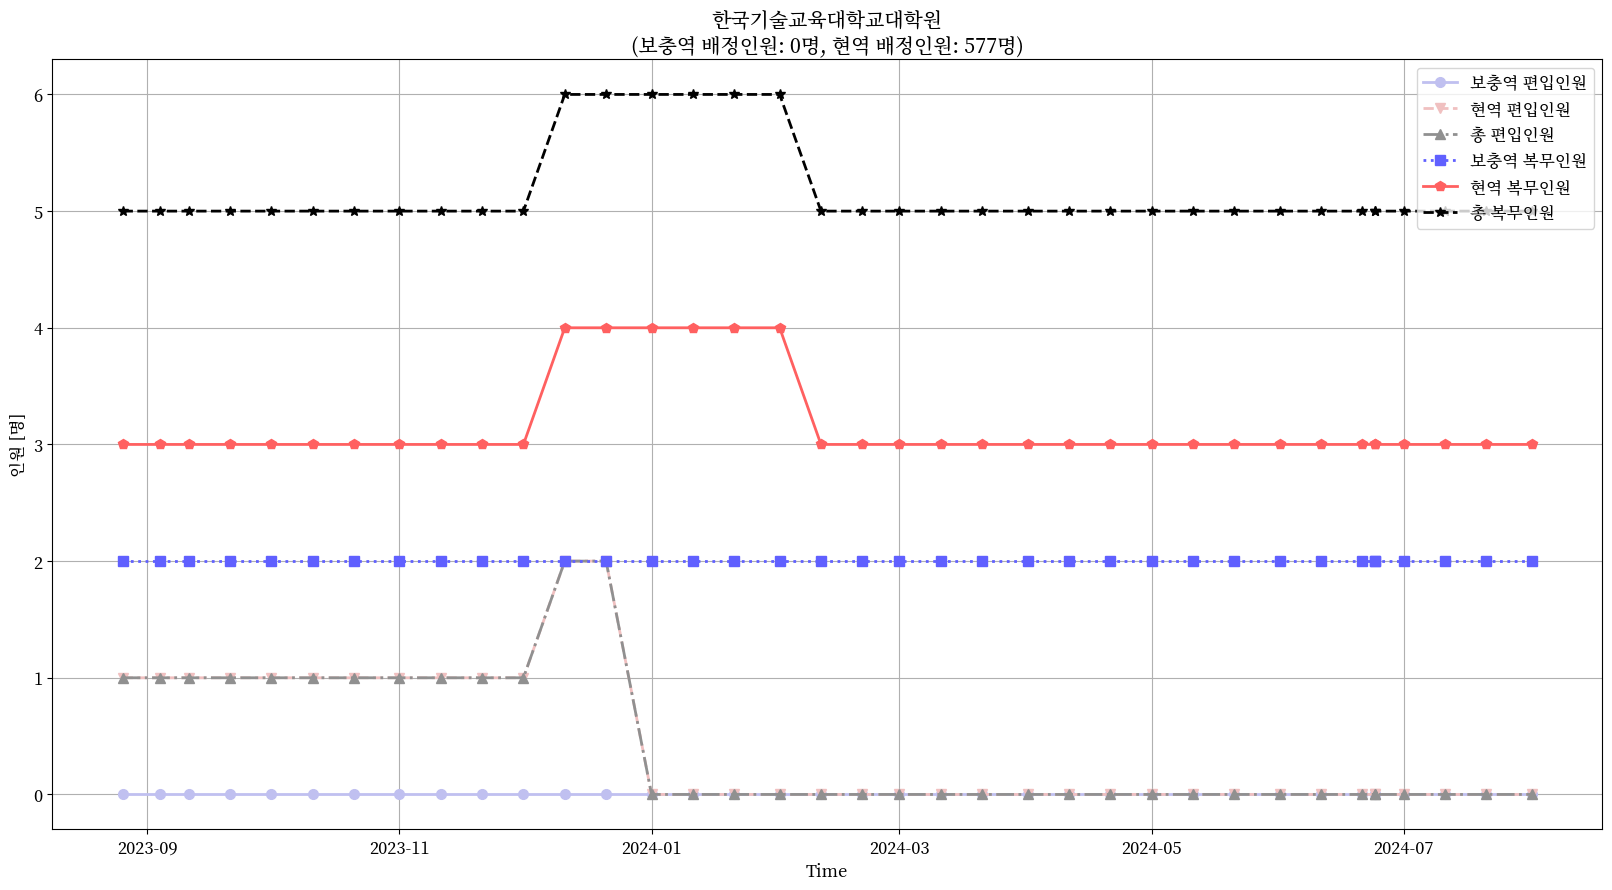 한국기술교육대학교대학원
(보충역 배정인원: 0명, 현역 배정인원: 577명)
6
5
4
3
2
1
0
인원 [명]
보충역 편입인원
현역 편입인원
총 편입인원
보충역 복무인원
현역 복무인원
총 복무인원
2023-09
2023-11
2024-01
2024-03
2024-05
2024-07
Time